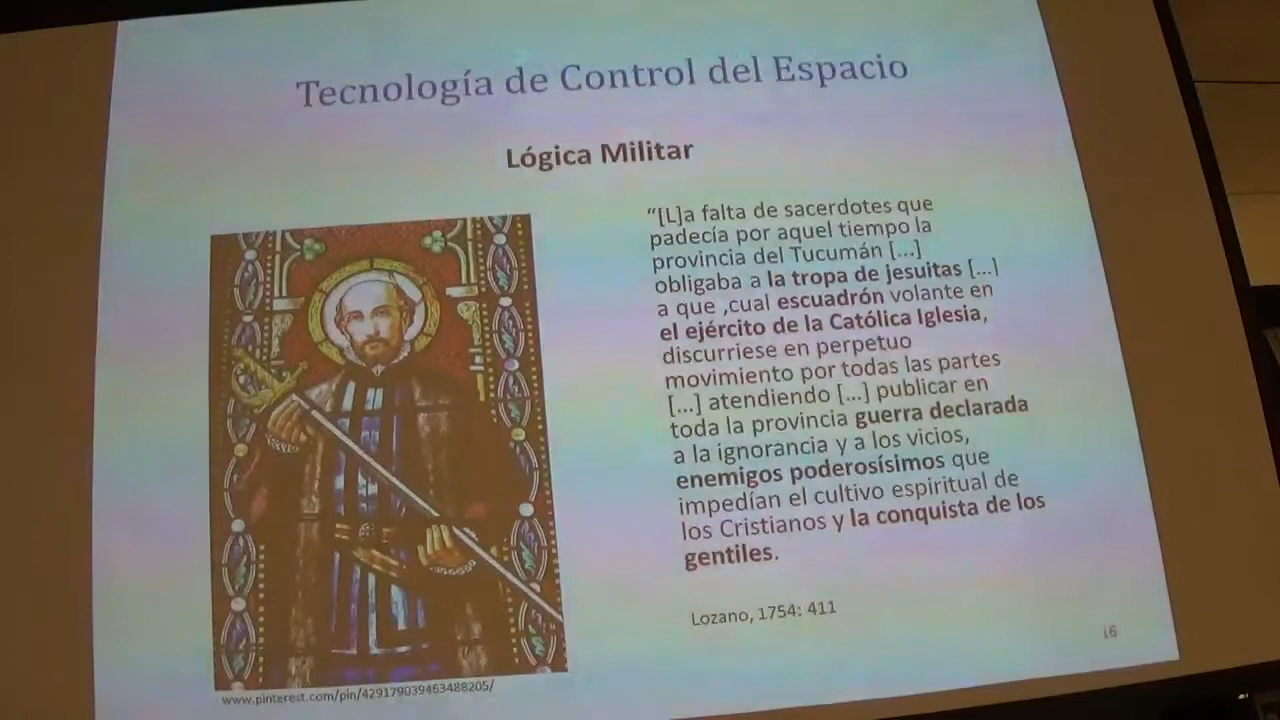 Tecnología de Control del Espacio
Lógica Militar
“[L]a falta de sacerdotes que
padecía por aquel tiempo la
provincia del Tucumán [...]
obligaba a la tropa de jesuitas [...]
a que ,cual escuadrón volante en
el ejército de la Católica Iglesia,
discurriese en perpetuo
movimiento por todas las partes
[...] atendiendo [...] publicar en
toda la provincia guerra declarada
a la ignorancia y a los vicios,
enemigos poderosísimos que
impedían el cultivo espiritual de
los Cristianos y la conquista de los
gentiles.
Lozano, 1754: 411
www.pinterest.com/pin/429179039463488205/
16